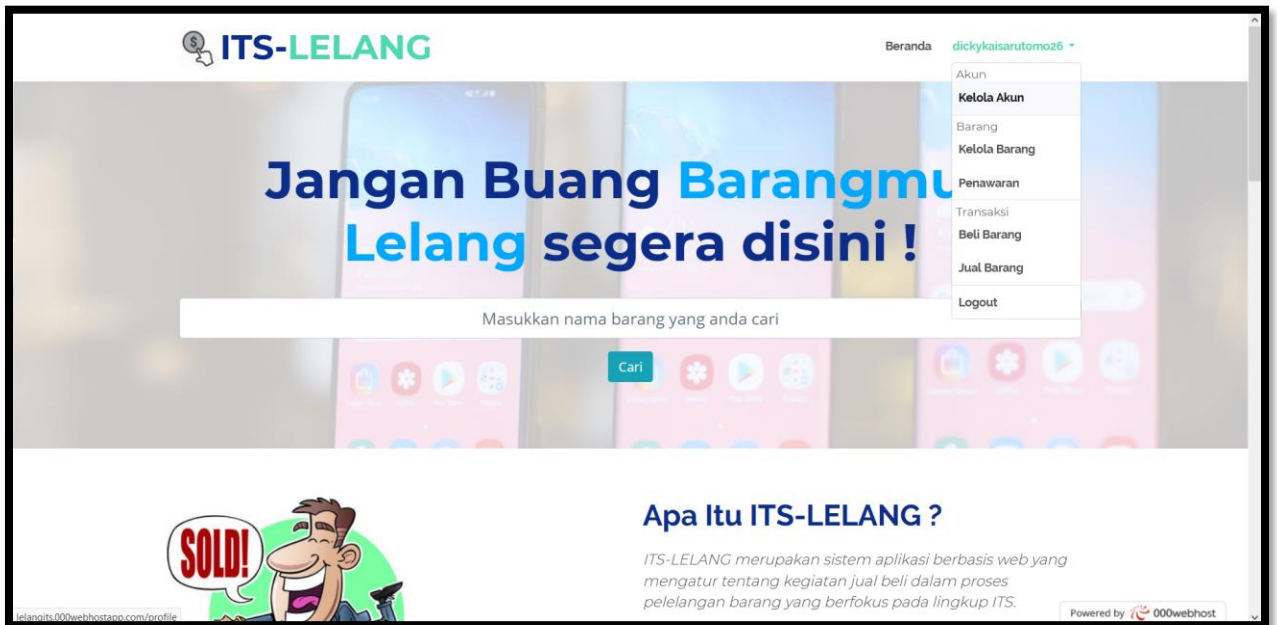 ITS-LELANG
Beranda dickykaisarutomo26
Akun
Kelola Akun
Barang
Kelola Barang
Penawaran
Transaksi
Beli Barang
Jual Barang
Logout
Jangan Buang Barangmu
Lelang segera disini !
Masukkan nama barang yang anda cari
Cari
SOLD!
Apa Itu ITS-LELANG ?
ITS-LELANG merupakan sistem aplikasi berbasis web yang
mengatur tentang kegiatan jual beli dalam proses
pelelangan barang yang berfokus pada lingkup ITS.
lelangits.000webhostapp.com/profile
Powered by 000webhost